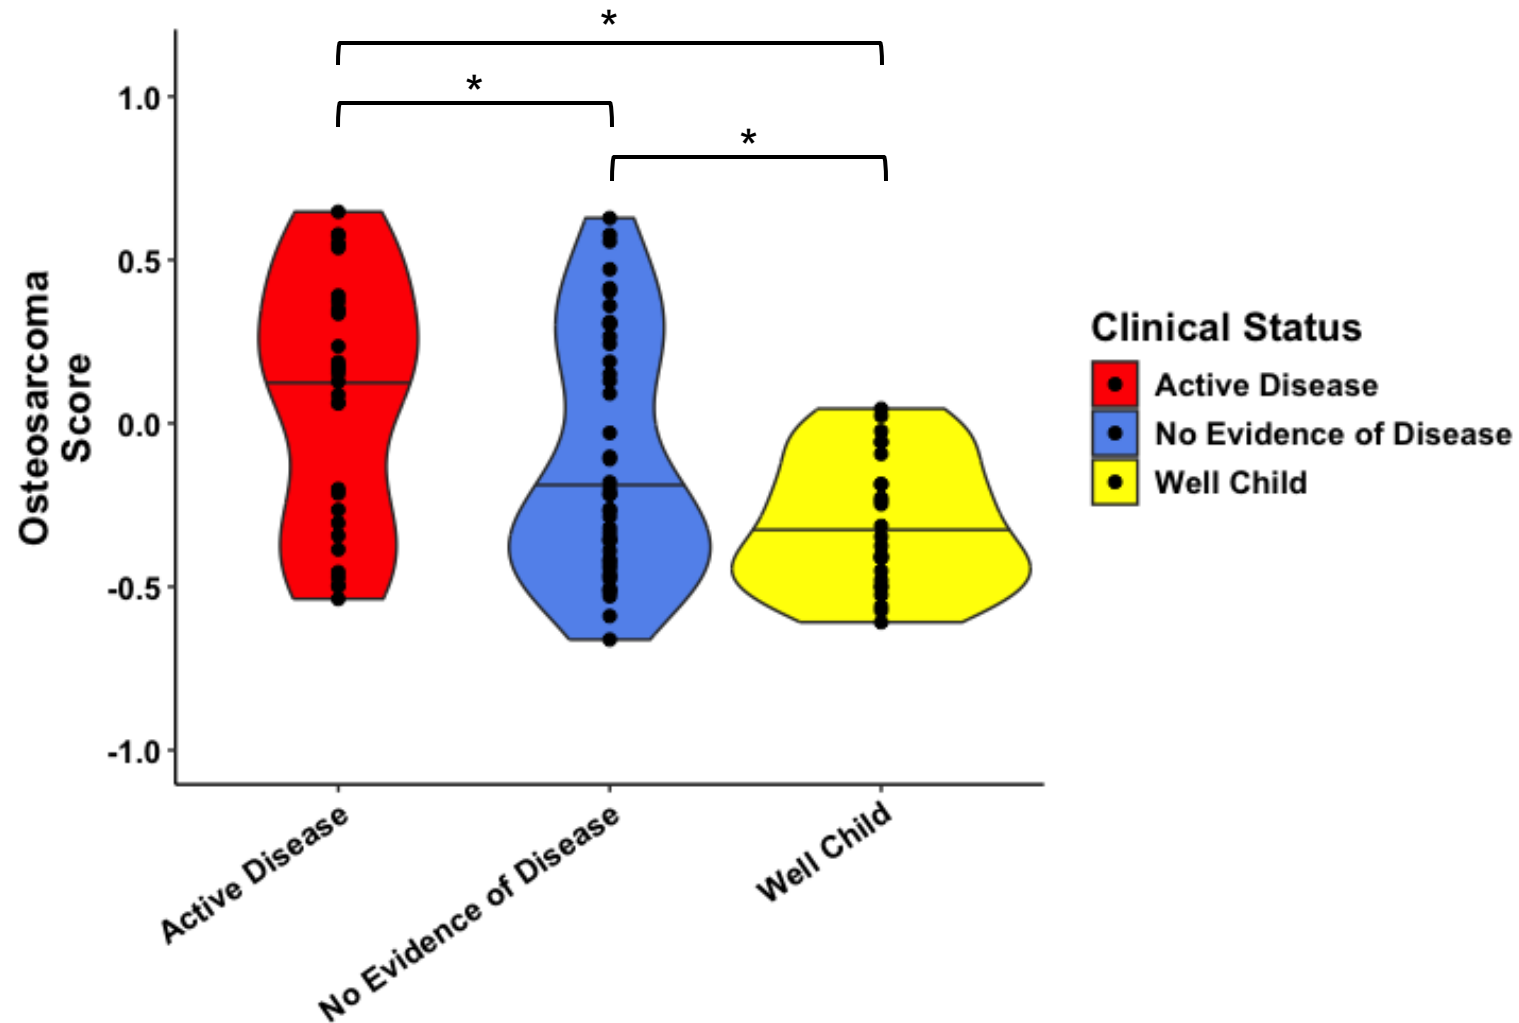 *
*
*
1.0
0.5
0.0
-0.5
-1.0
Osteosarcoma
Score
Active Disease
No Evidence of Disease
Well Child
Clinical Status
Active Disease
No Evidence of Disease
Well Child